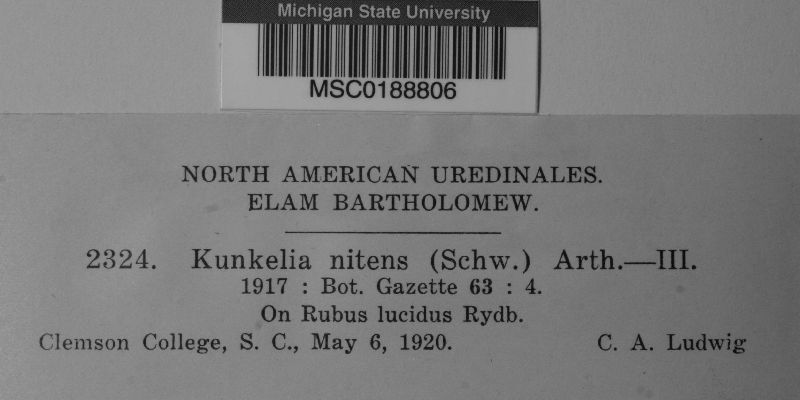 Michigan State University
MSC0188806
NORTH AMERICAN UREDINALES.
ELAM BARTHOLOMEW.
2324. Kunkelia nitens (Schw.) Arth.—III.
1917 : Bot. Gazette 63 : 4.
On Rubus lucidus Rydb.
Clemson College, S. C., May 6, 1920. C. A. Ludwig